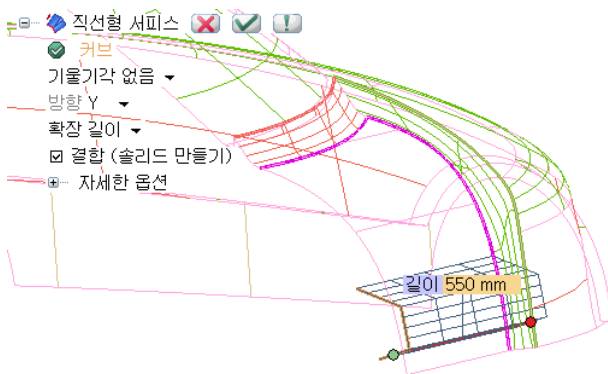 직선형 서피스
커브
기울기각 없음
방향 Y
확장 길이
결합 (솔리드 만들기)
자세한 옵션
길이 550 mm